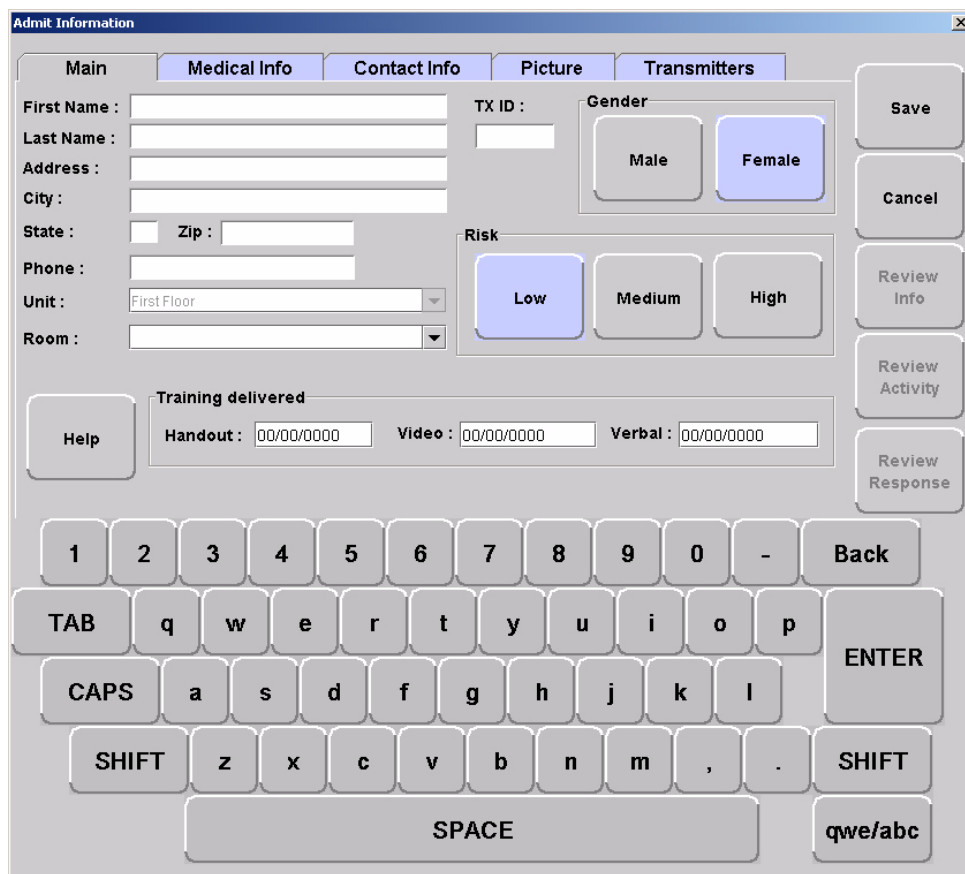 Admit Information
Main Medical Info Contact Info Picture Transmitters
First Name :
Last Name :
Address :
City :
State : Zip :
Phone :
Unit : First Floor
Room :
TX ID :
Gender
Male Female
Risk
Low Medium High
Save
Cancel
Review
Info
Review
Activity
Review
Response
Help
Training delivered
Handout : 00/00/0000 Video : 00/00/0000 Verbal : 00/00/0000
1 2 3 4 5 6 7 8 9 0 - Back
TAB q w e r t y u i o p
ENTER
CAPS a s d f g h j k l
SHIFT z x c v b n m , . SHIFT
SPACE qwe/abc